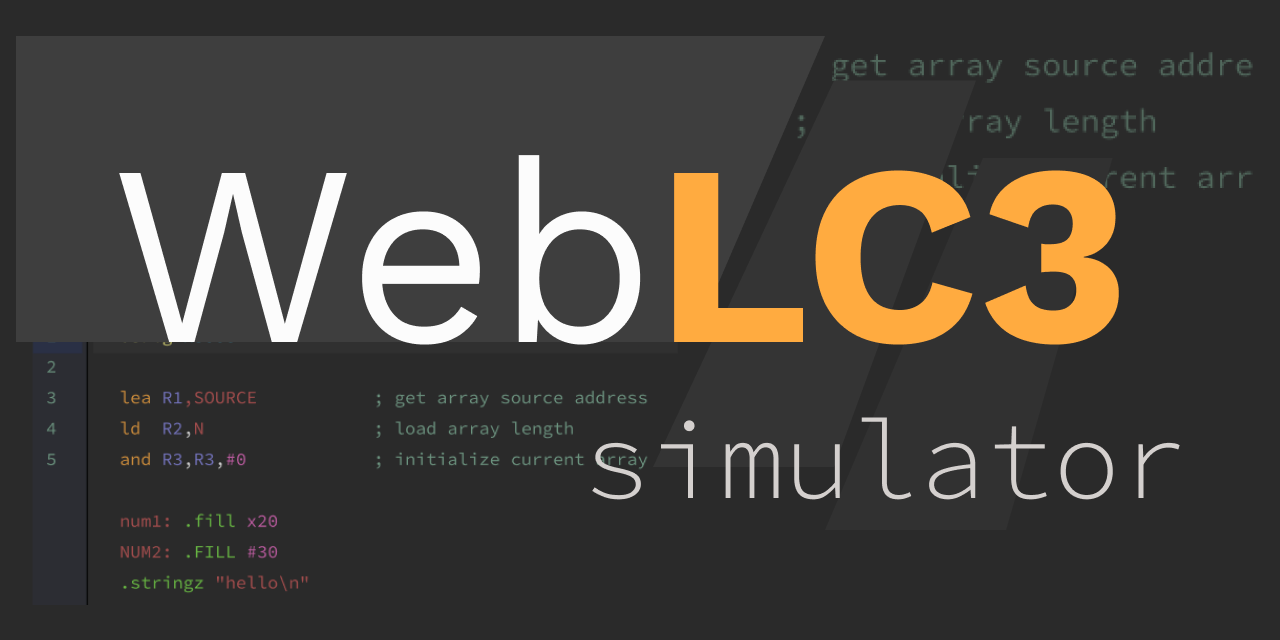 get array source addre
; ray length
rent arr
WebLC3
simulator
2
3 lea R1,SOURCE ; get array source address
4 ld R2,N ; load array length
5 and R3,R3,#0 ; initialize current array
num1: .fill x20
NUM2: .FILL #30
.stringz "hello\n"